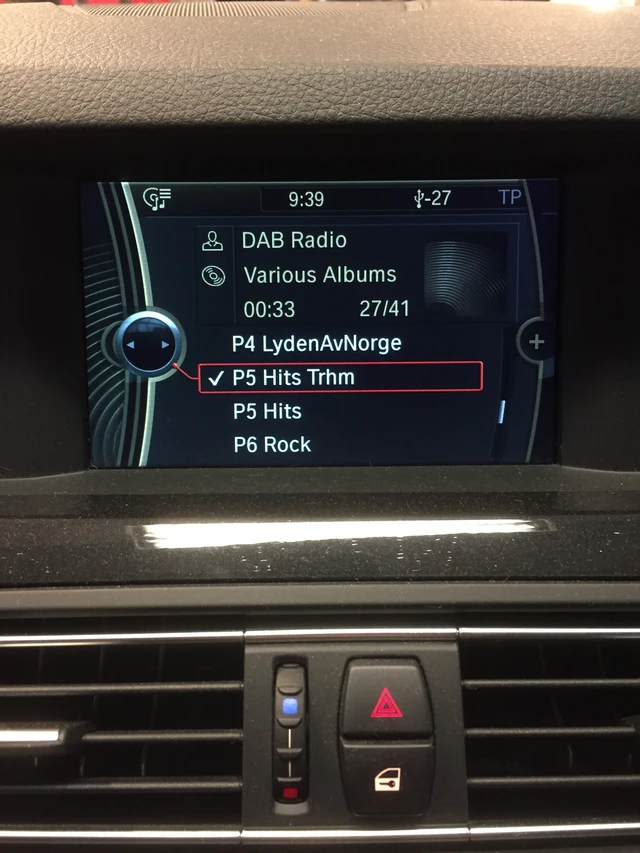 9:39 -27 TP
DAB Radio
Various Albums
00:33 27/41
P4 LydenAvNorge
P5 Hits Trhm
P5 Hits
P6 Rock